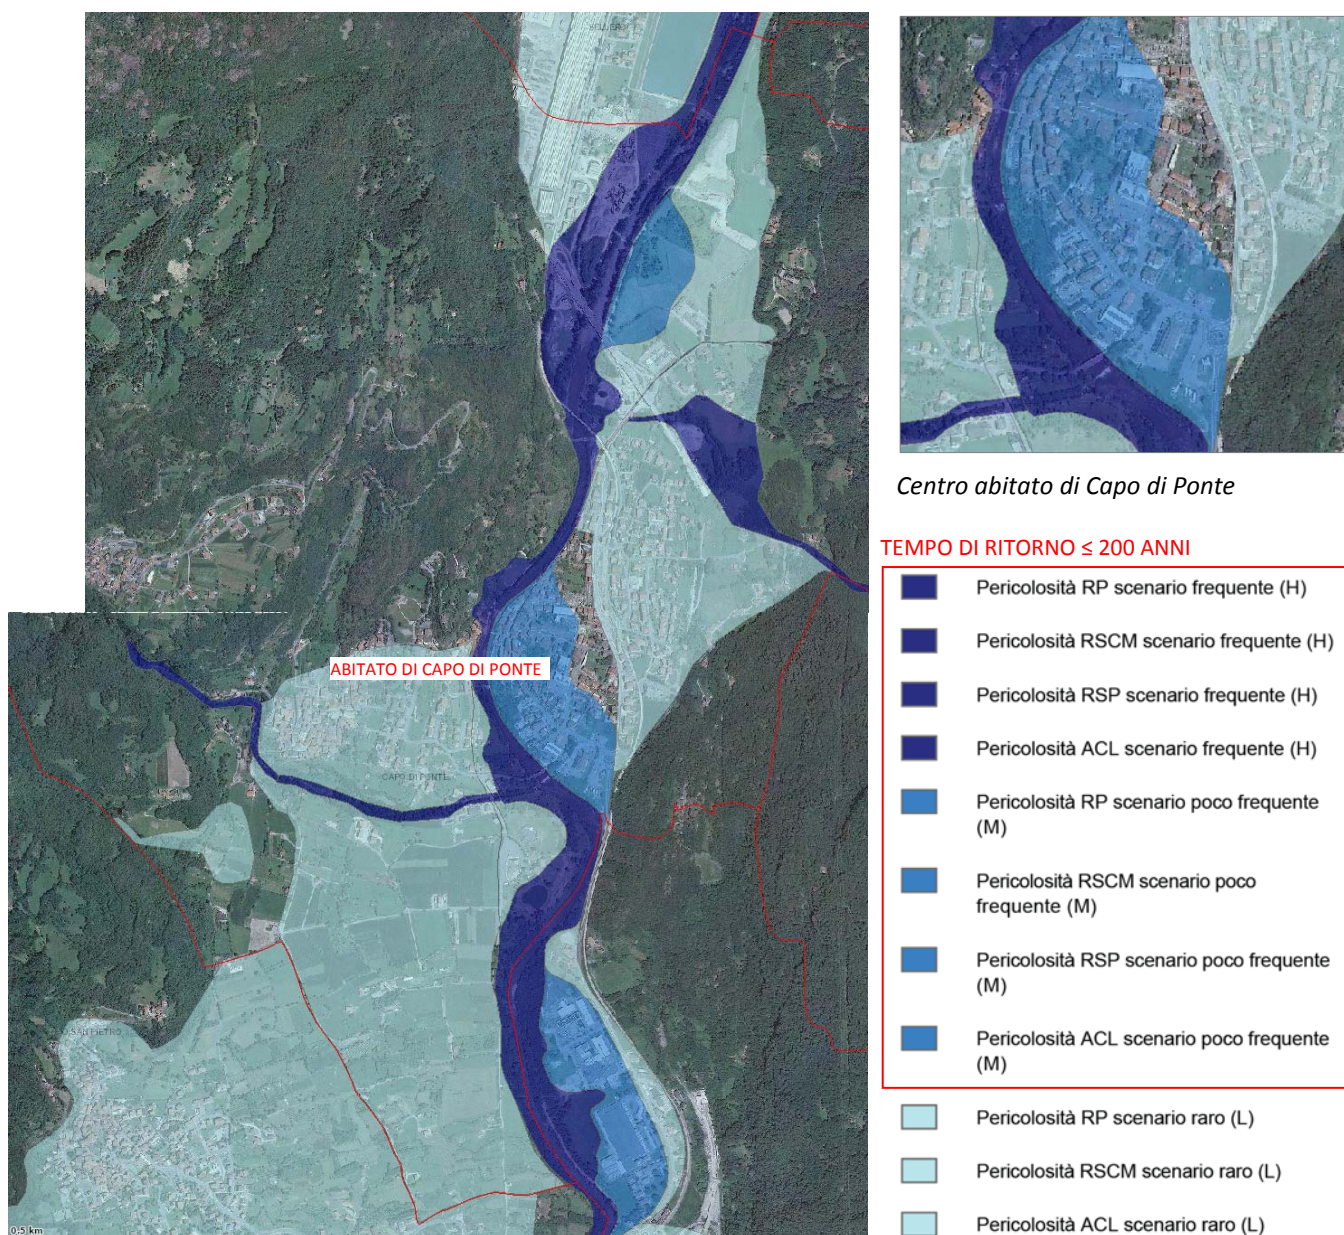 SELLERO
ABITATO DI CAPO DI PONTE
CAPO DI PONTE
0.5 km
Centro abitato di Capo di Ponte
TEMPO DI RITORNO ≤ 200 ANNI
Pericolosità RP scenario frequente (H)
Pericolosità RSCM scenario frequente (H)
Pericolosità RSP scenario frequente (H)
Pericolosità ACL scenario frequente (H)
Pericolosità RP scenario poco frequente
(M)
Pericolosità RSCM scenario poco
frequente (M)
Pericolosità RSP scenario poco frequente
(M)
Pericolosità ACL scenario poco frequente
(M)
Pericolosità RP scenario raro (L)
Pericolosità RSCM scenario raro (L)
Pericolosità ACL scenario raro (L)